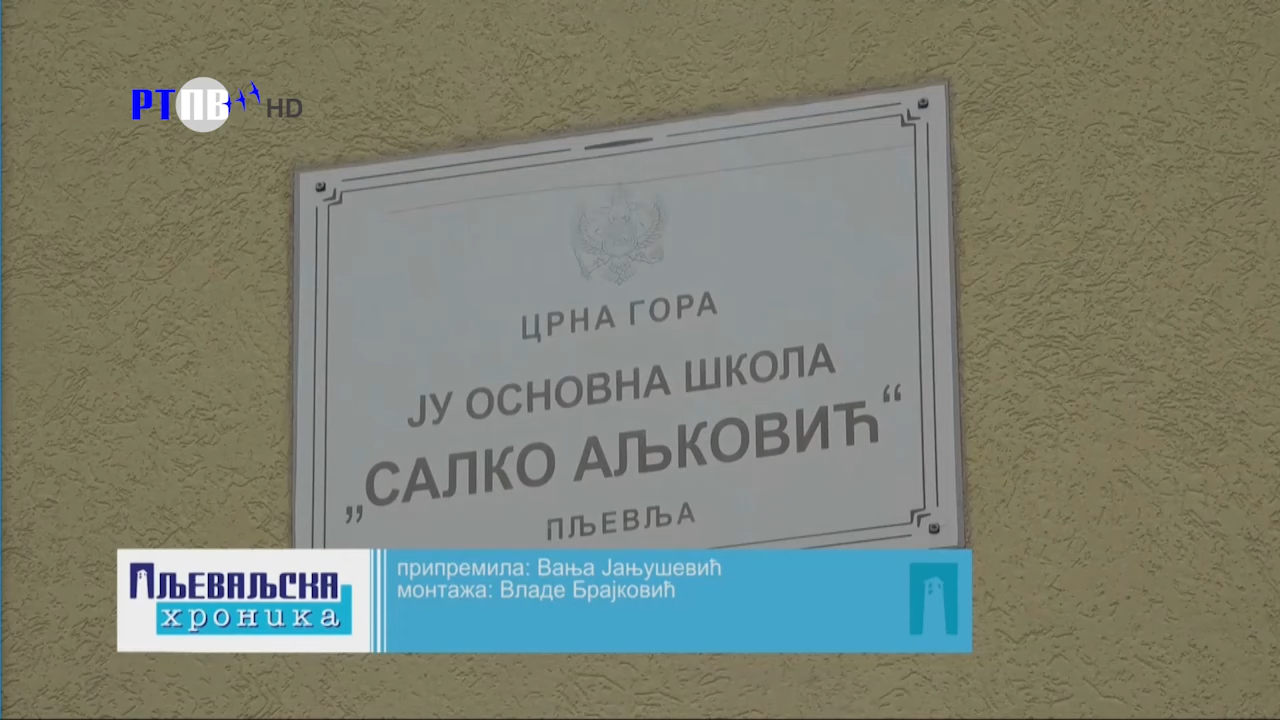 РТПВ HD
ЦРНА ГОРА
ЈУ ОСНОВНА ШКОЛА
„САЛКО АЉКОВИЋ“
ПЉЕВЉА
ПЉЕВАЉСКА
хроника
припремила: Вања Јањушевић
монтажа: Владе Брајковић